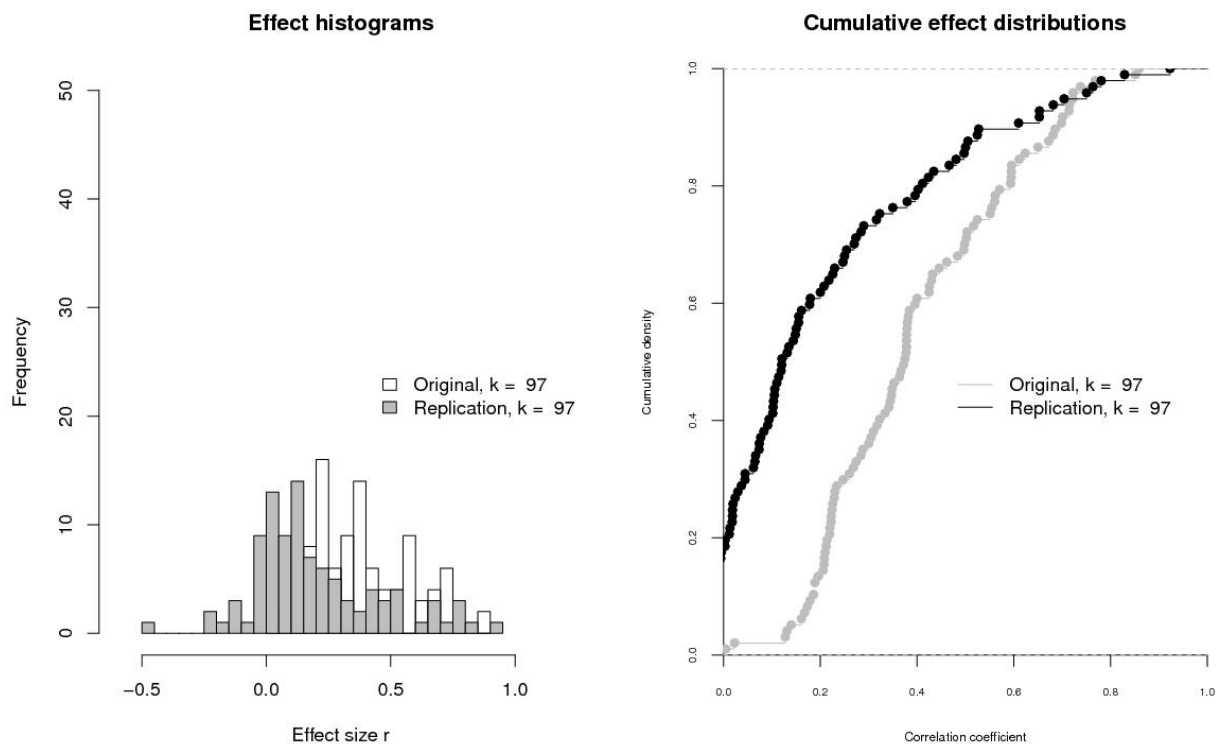 Effect histograms
50
40
30
20
10
0
Frequency
Original, k = 97
Replication, k = 97
−0.5
0.0
0.5
1.0
Effect size r
Cumulative effect distributions
1.0
0.8
0.6
0.4
0.2
0.0
Cumulative density
Original, k = 97
Replication, k = 97
0.0
0.2
0.4
0.6
0.8
1.0
Correlation coefficient